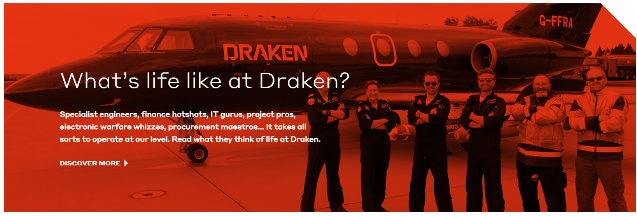 G-FFRA
DRAKEN
What's life like at Draken?
Specialist engineers, finance hotshots, IT gurus, project pros,
electronic warfare whizzes, procurement maestros... It takes all
sorts to operate at our level. Read what they think of life at Draken.
DISCOVER MORE